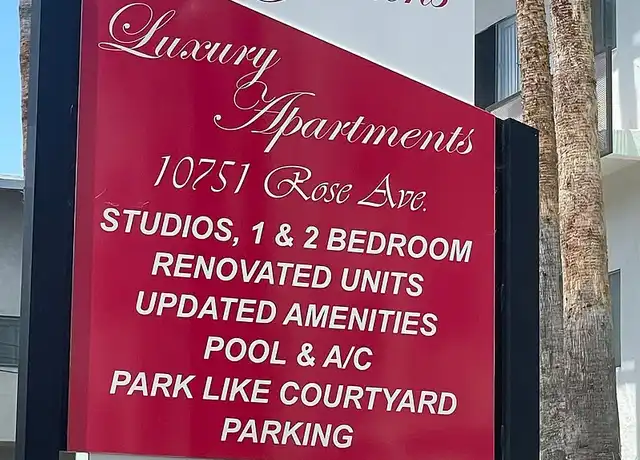 Luxury
Apartments
10751 Rose Ave.
STUDIOS, 1 & 2 BEDROOM
RENOVATED UNITS
UPDATED AMENITIES
POOL & A/C
PARK LIKE COURTYARD
PARKING